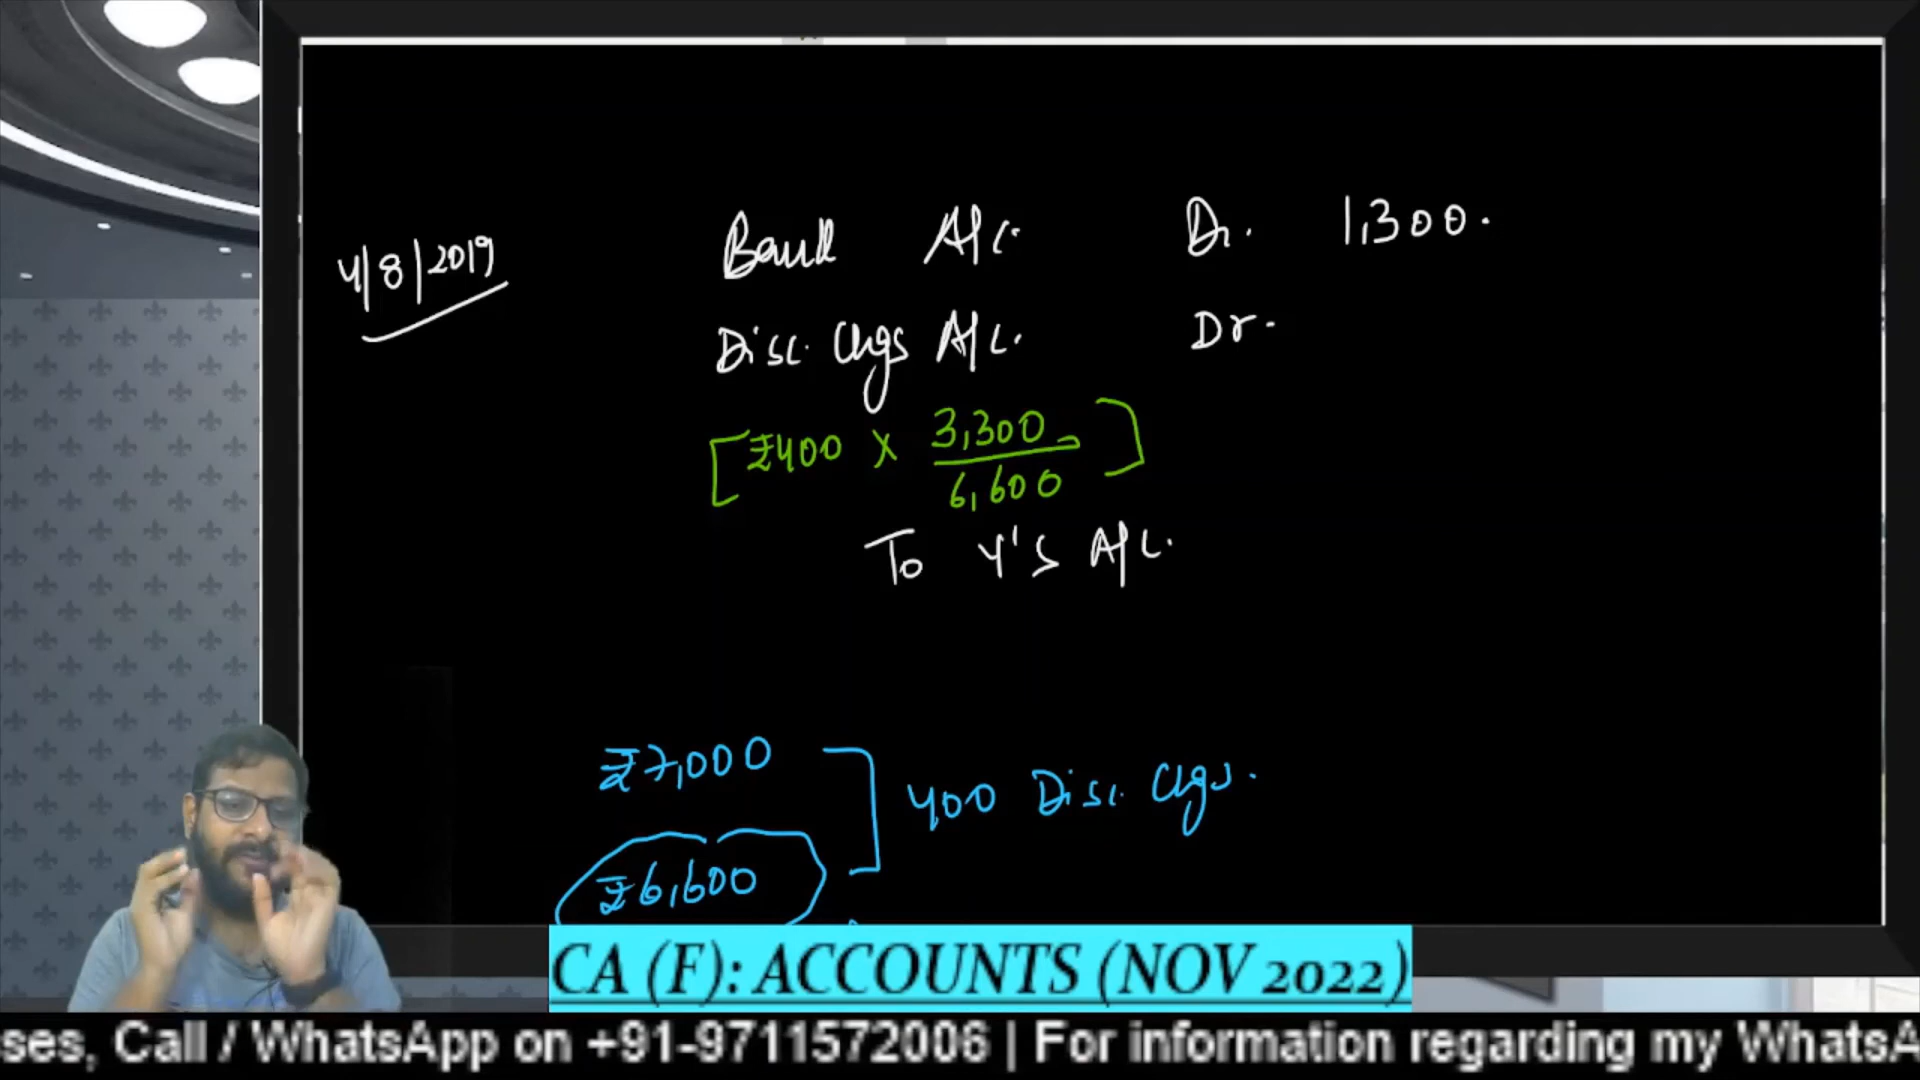 4/8/2019
Bank A/c. Dr. 1,300.
Disc. Chgs A/c. Dr.
[₹400 × 3,300
6,600 ]
To Y's A/c.
₹7,000
400 Disc. Chgs.
₹6,600
CA (F): ACCOUNTS (NOV 2022)
ses, Call / WhatsApp on +91-9711572006 | For information regarding my WhatsA